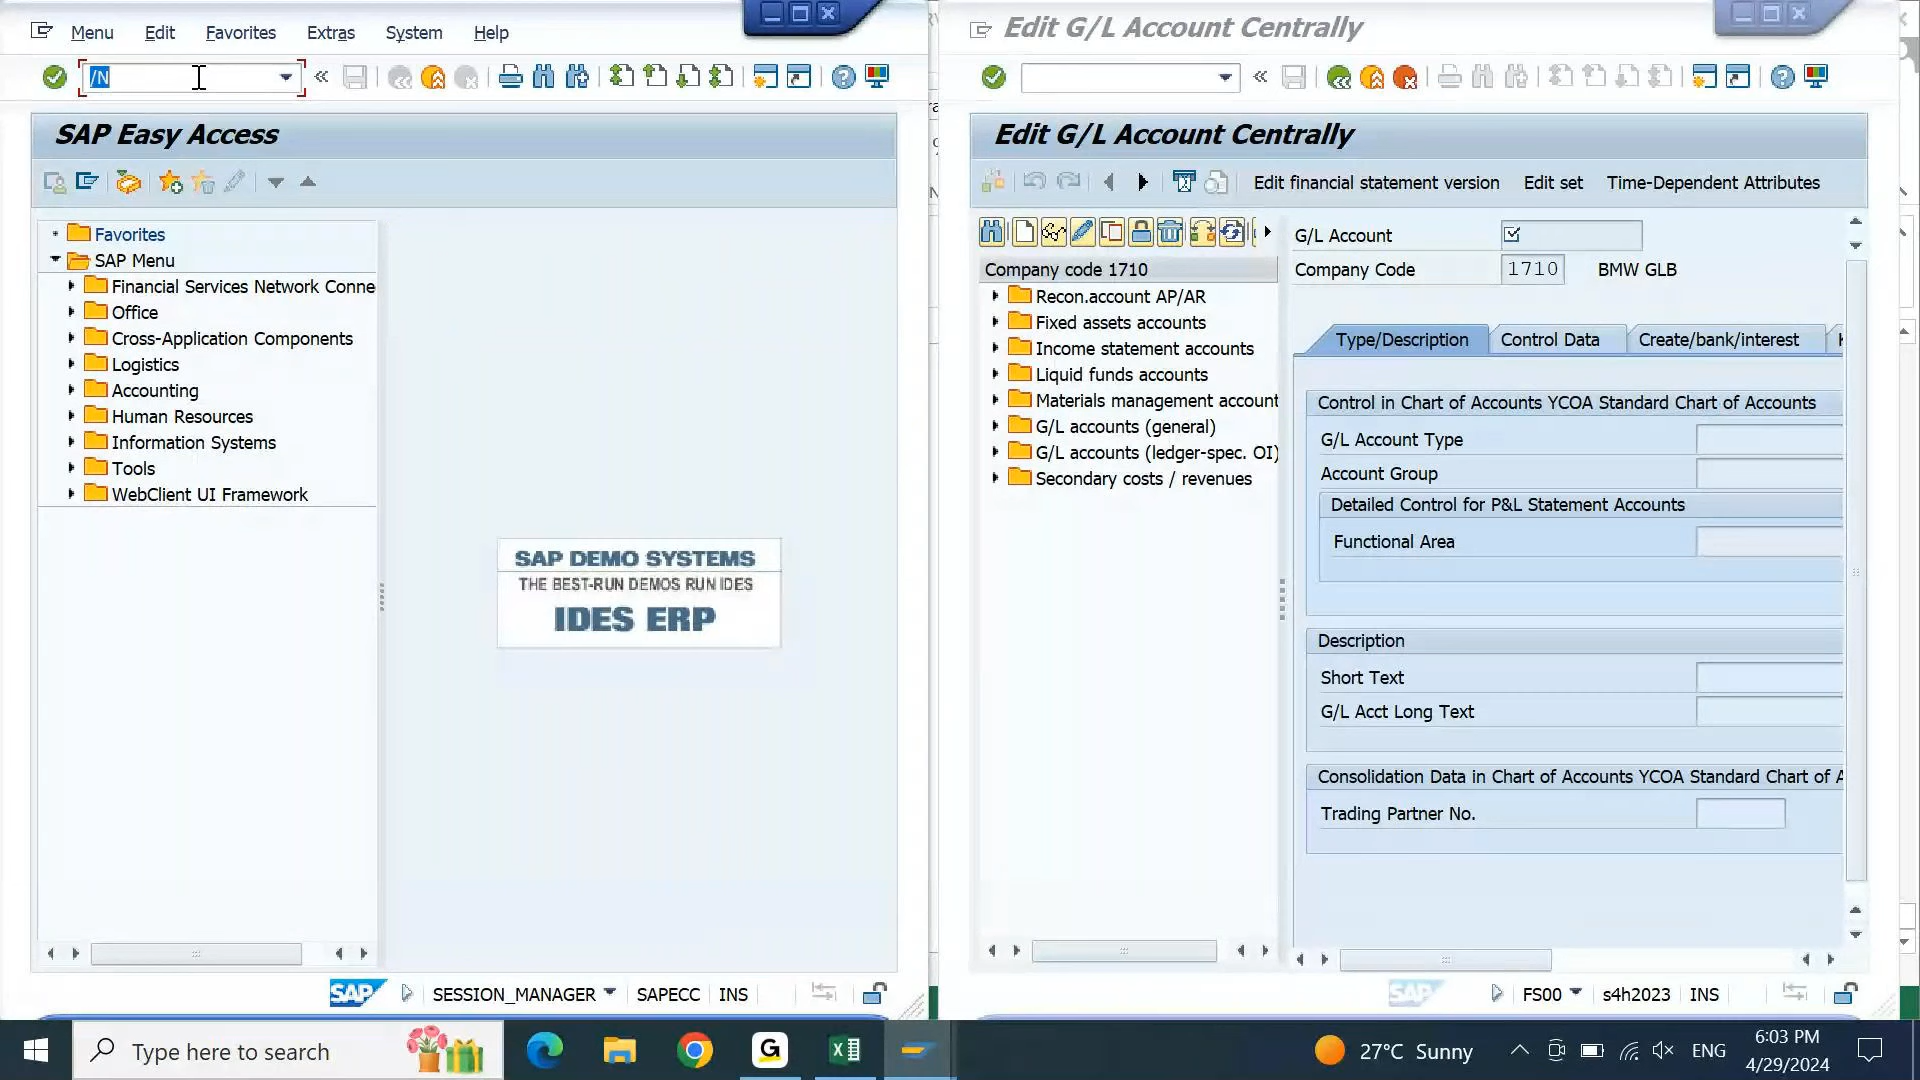 Menu Edit Favorites Extras System Help
/N
SAP Easy Access
Favorites
SAP Menu
Financial Services Network Conne
Office
Cross-Application Components
Logistics
Accounting
Human Resources
Information Systems
Tools
WebClient UI Framework
SAP DEMO SYSTEMS
THE BEST-RUN DEMOS RUN IDES
IDES ERP
SAP SESSION_MANAGER SAPECC INS
Edit G/L Account Centrally
Edit G/L Account Centrally
Edit financial statement version Edit set Time-Dependent Attributes
Company code 1710
Recon.account AP/AR
Fixed assets accounts
Income statement accounts
Liquid funds accounts
Materials management account
G/L accounts (general)
G/L accounts (ledger-spec. OI)
Secondary costs / revenues
G/L Account
Company Code 1710 BMW GLB
Type/Description Control Data Create/bank/interest
Control in Chart of Accounts YCOA Standard Chart of Accounts
G/L Account Type
Account Group
Detailed Control for P&L Statement Accounts
Functional Area
Description
Short Text
G/L Acct Long Text
Consolidation Data in Chart of Accounts YCOA Standard Chart of A
Trading Partner No.
SAP FS00 s4h2023 INS
Type here to search
27°C Sunny
ENG
6:03 PM
4/29/2024